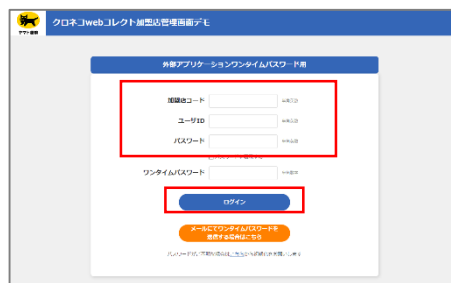 クロネコwebコレクト加盟店管理画面デモ
ヤマト運輸
外部アプリケーションワンタイムパスワード用
加盟店コード
ユーザID
パスワード
ワンタイムパスワード
ログイン
メールにてワンタイムパスワードを
送信する場合はこちら